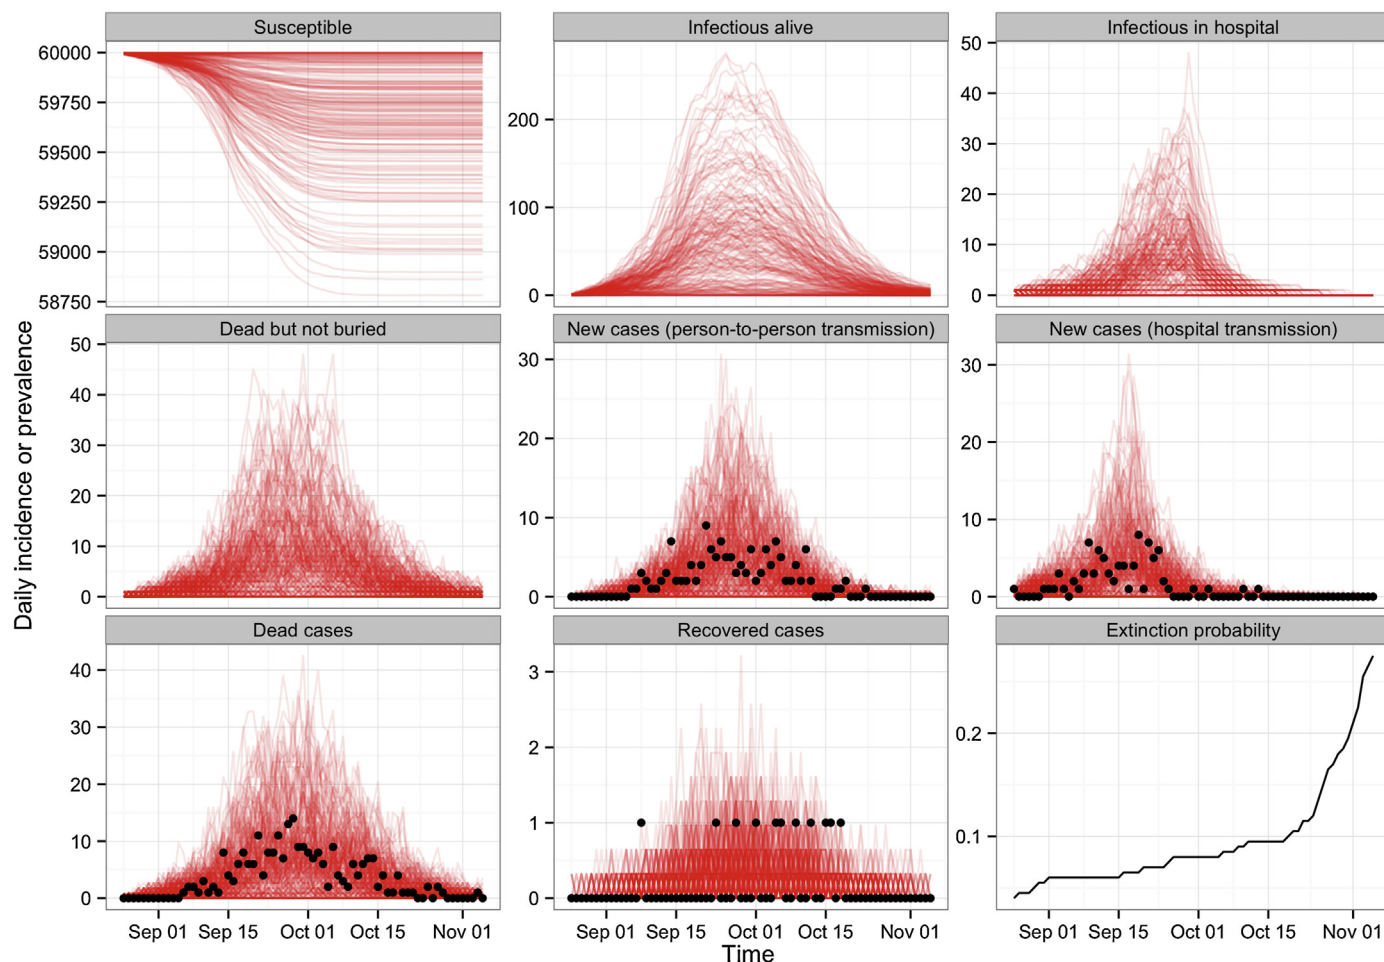 Daily incidence or prevalence
Susceptible
60000
59750
59500
59250
59000
58750
Infectious alive
200
100
0
Infectious in hospital
50
40
30
20
10
0
Dead but not buried
50
40
30
20
10
0
New cases (person-to-person transmission)
30
20
10
0
New cases (hospital transmission)
30
20
10
0
Dead cases
40
30
20
10
0
Sep 01 Sep 15 Oct 01 Oct 15 Nov 01
Recovered cases
3
2
1
0
Sep 01 Sep 15 Oct 01 Oct 15 Nov 01
Extinction probability
0.2
0.1
Sep 01 Sep 15 Oct 01 Oct 15 Nov 01
Time